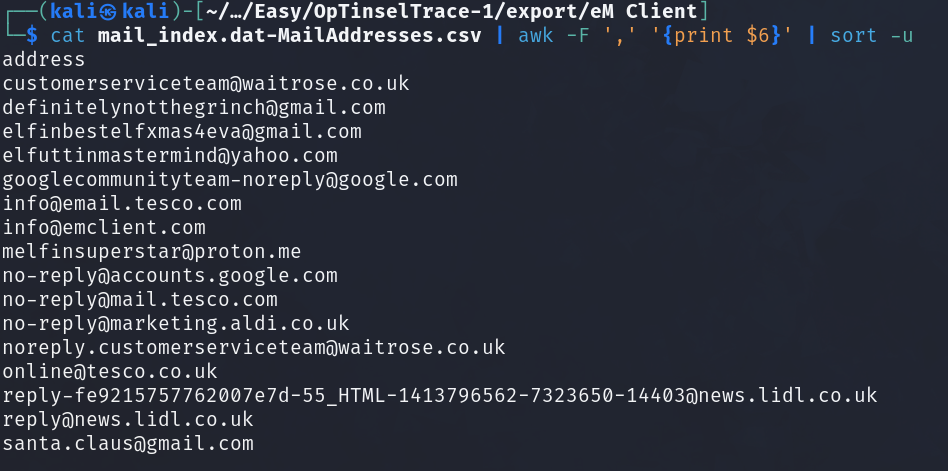 ┌──(kali㉿kali)-[~/…/Easy/OpTinselTrace-1/export/eM Client]
└─$ cat mail_index.dat-MailAddresses.csv | awk -F ',' '{print $6}' | sort -u
address
customerserviceteam@waitrose.co.uk
definitelynotthegrinch@gmail.com
elfinbestelfxmas4eva@gmail.com
elfuttinmastermind@yahoo.com
googlecommunityteam-noreply@google.com
info@email.tesco.com
info@emclient.com
melfinsuperstar@proton.me
no-reply@accounts.google.com
no-reply@mail.tesco.com
no-reply@marketing.aldi.co.uk
noreply.customerserviceteam@waitrose.co.uk
online@tesco.co.uk
reply-fe9215757762007e7d-55_HTML-1413796562-7323650-14403@news.lidl.co.uk
reply@news.lidl.co.uk
santa.claus@gmail.com